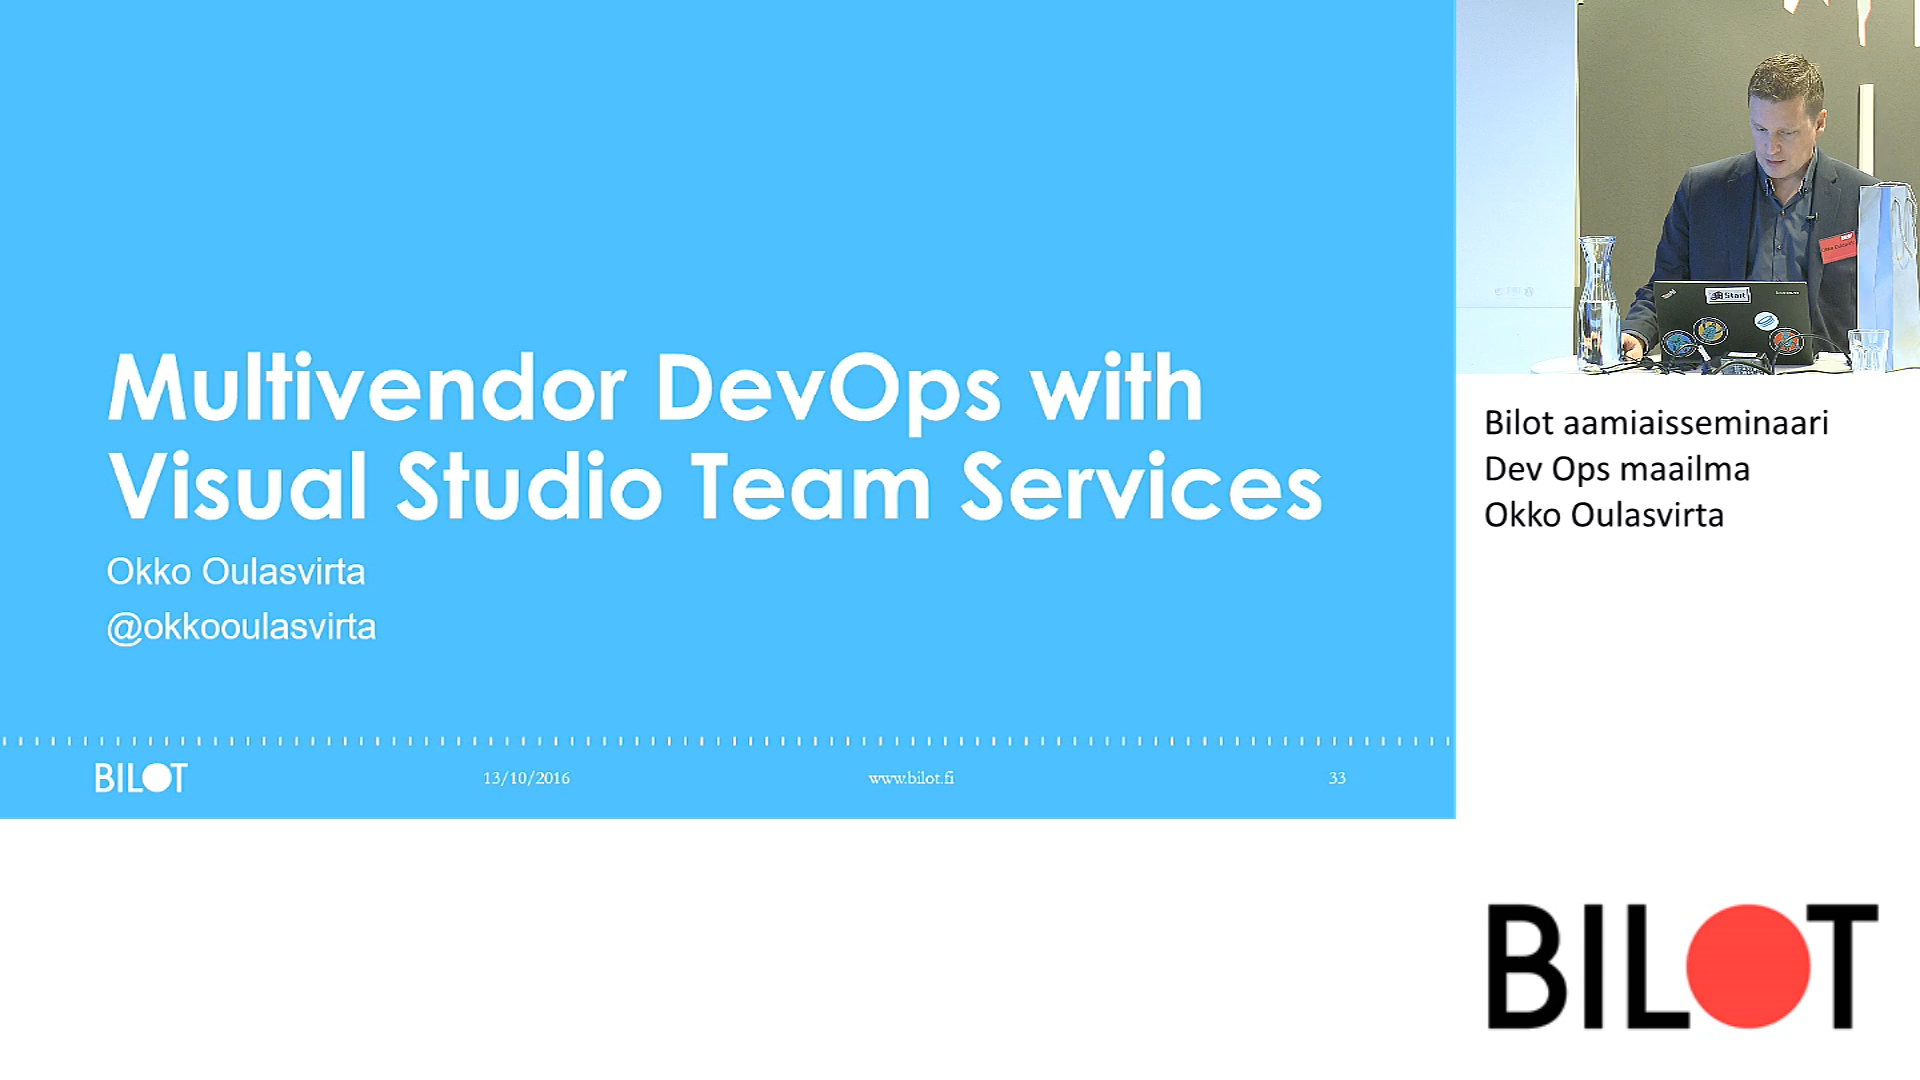 Multivendor DevOps with
Visual Studio Team Services
Okko Oulasvirta
@okkooulasvirta
BILOT
13/10/2016
www.bilot.fi
33
Start
Bilot aamiaisseminaari
Dev Ops maailma
Okko Oulasvirta
BILOT